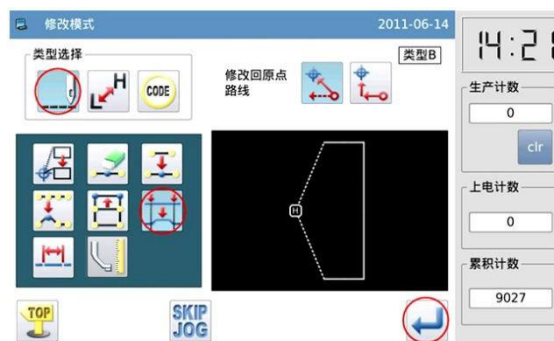 修改模式 2011-06-14
类型选择
L H
CODE
修改回原点
路线
类型B
H
TOP
SKIP
JOG
14:2
生产计数
0
clr
上电计数
0
累积计数
9027